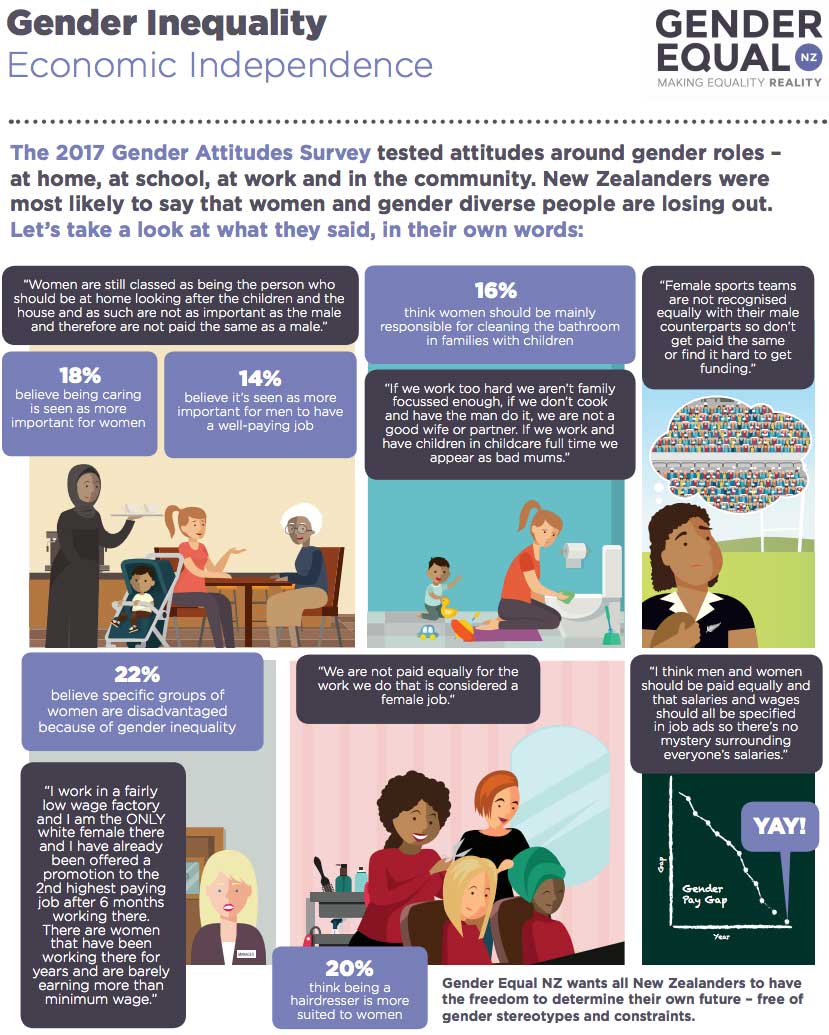 Gender Inequality
Economic Independence
GENDER
EQUAL NZ
MAKING EQUALITY REALITY
The 2017 Gender Attitudes Survey tested attitudes around gender roles –
at home, at school, at work and in the community. New Zealanders were
most likely to say that women and gender diverse people are losing out.
Let's take a look at what they said, in their own words:
"Women are still classed as being the person who
should be at home looking after the children and the
house and as such are not as important as the male
and therefore are not paid the same as a male."
18%
believe being caring
is seen as more
important for women
14%
believe it's seen as more
important for men to have
a well-paying job
16%
think women should be mainly
responsible for cleaning the bathroom
in families with children
"If we work too hard we aren't family
focussed enough, if we don't cook
and have the man do it, we are not a
good wife or partner. If we work and
have children in childcare full time we
appear as bad mums."
"Female sports teams
are not recognised
equally with their male
counterparts so don't
get paid the same
or find it hard to get
funding."
22%
believe specific groups of
women are disadvantaged
because of gender inequality
"I work in a fairly
low wage factory
and I am the ONLY
white female there
and I have already
been offered a
promotion to the
2nd highest paying
job after 6 months
working there.
There are women
that have been
working there for
years and are barely
earning more than
minimum wage."
MANAGER
"We are not paid equally for the
work we do that is considered a
female job."
20%
think being a
hairdresser is more
suited to women
"I think men and women
should be paid equally and
that salaries and wages
should all be specified
in job ads so there's no
mystery surrounding
everyone's salaries."
YAY!
Gap
Gender
Pay Gap
Year
Gender Equal NZ wants all New Zealanders to have
the freedom to determine their own future – free of
gender stereotypes and constraints.